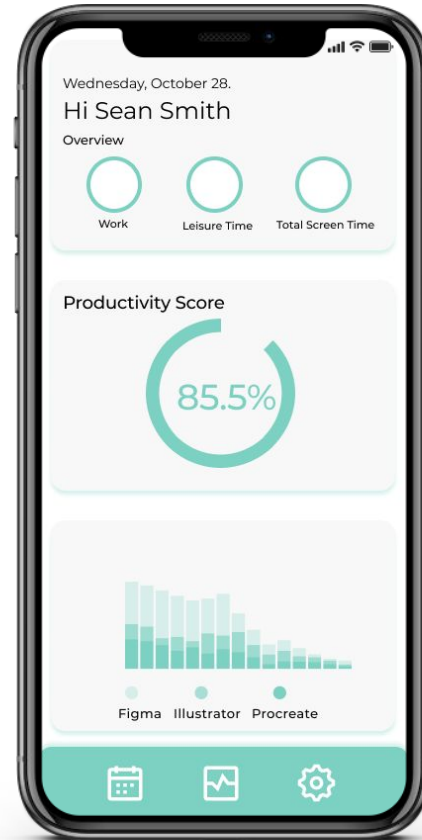 Wednesday, October 28.
Hi Sean Smith
Overview
Work Leisure Time Total Screen Time
Productivity Score
85.5%
Figma Illustrator Procreate